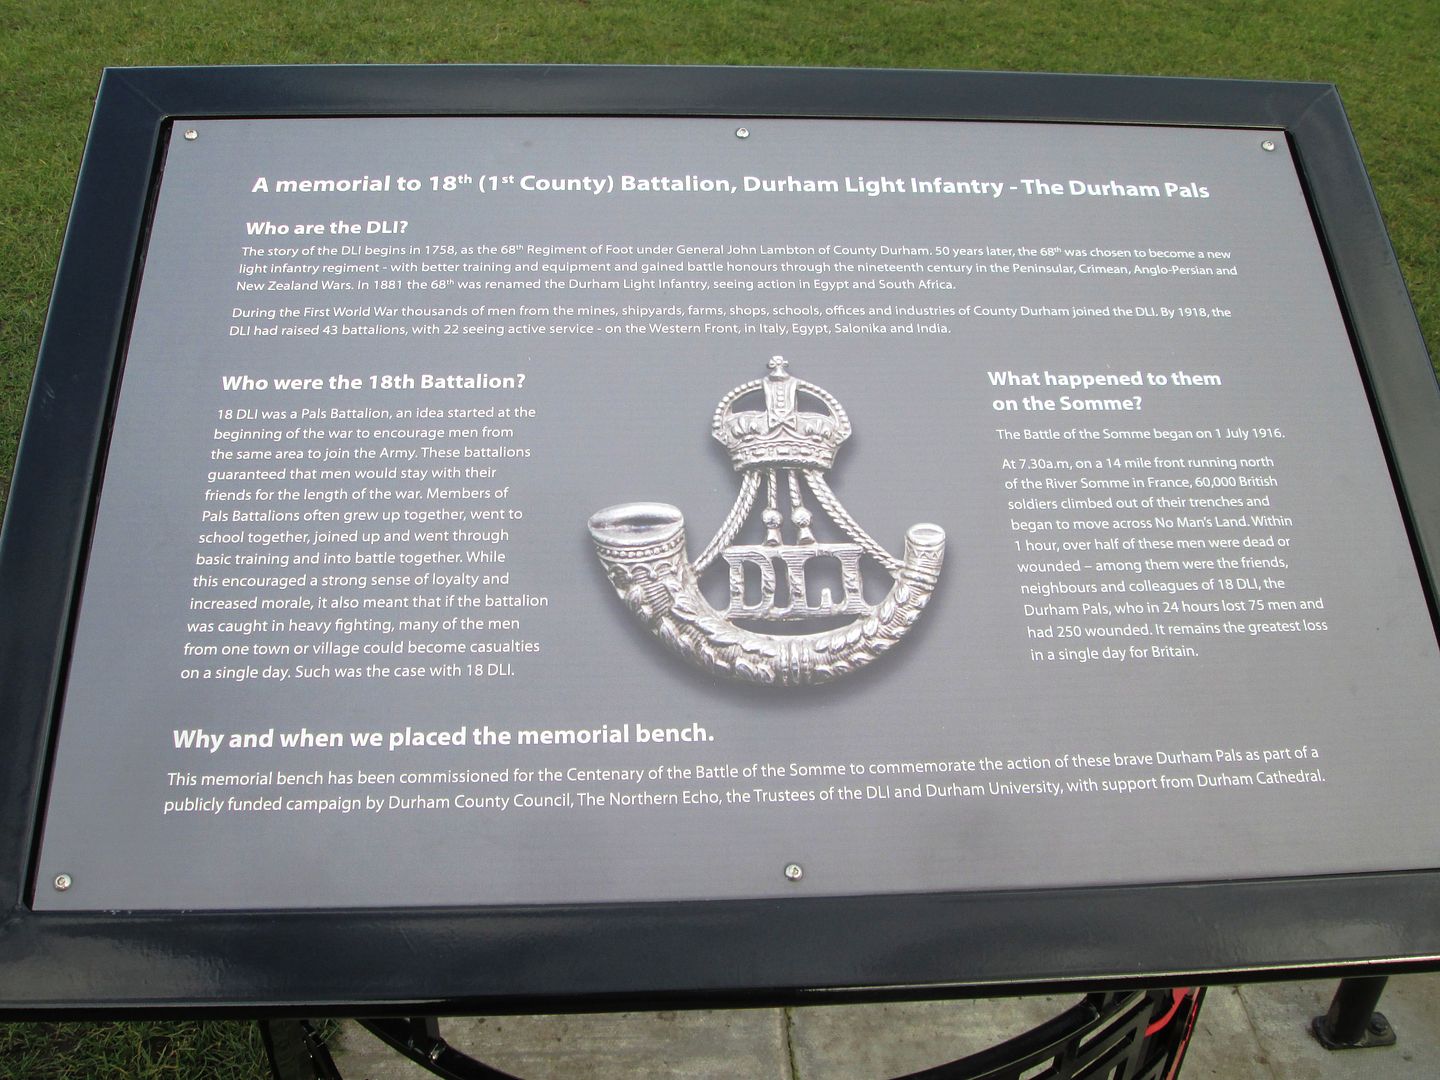 A memorial to 18th (1st County) Battalion, Durham Light Infantry - The Durham Pals
Who are the DLI?
The story of the DLI begins in 1758, as the 68th Regiment of Foot under General John Lambton of County Durham. 50 years later, the 68th was chosen to become a new
light infantry regiment - with better training and equipment and gained battle honours through the nineteenth century in the Peninsular, Crimean, Anglo-Persian and
New Zealand Wars. In 1881 the 68th was renamed the Durham Light Infantry, seeing action in Egypt and South Africa.
During the First World War thousands of men from the mines, shipyards, farms, shops, schools, offices and industries of County Durham joined the DLI. By 1918, the
DLI had raised 43 battalions, with 22 seeing active service - on the Western Front, in Italy, Egypt, Salonika and India.
Who were the 18th Battalion?
18 DLI was a Pals Battalion, an idea started at the
beginning of the war to encourage men from
the same area to join the Army. These battalions
guaranteed that men would stay with their
friends for the length of the war. Members of
Pals Battalions often grew up together, went to
school together, joined up and went through
basic training and into battle together. While
this encouraged a strong sense of loyalty and
increased morale, it also meant that if the battalion
was caught in heavy fighting, many of the men
from one town or village could become casualties
on a single day. Such was the case with 18 DLI.
DLI
What happened to them
on the Somme?
The Battle of the Somme began on 1 July 1916.
At 7.30a.m, on a 14 mile front running north
of the River Somme in France, 60,000 British
soldiers climbed out of their trenches and
began to move across No Man's Land. Within
1 hour, over half of these men were dead or
wounded – among them were the friends,
neighbours and colleagues of 18 DLI, the
Durham Pals, who in 24 hours lost 75 men and
had 250 wounded. It remains the greatest loss
in a single day for Britain.
Why and when we placed the memorial bench.
This memorial bench has been commissioned for the Centenary of the Battle of the Somme to commemorate the action of these brave Durham Pals as part of a
publicly funded campaign by Durham County Council, The Northern Echo, the Trustees of the DLI and Durham University, with support from Durham Cathedral.